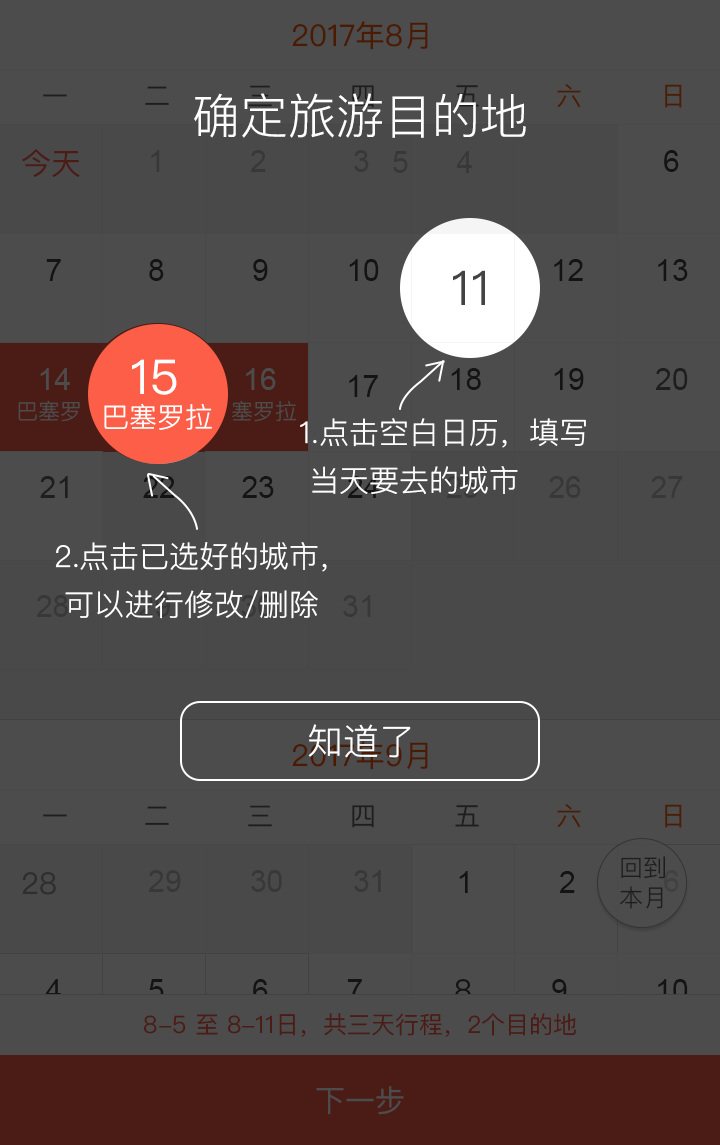 2017年8月
一 二 三 四 五 六 日
确定旅游目的地
今天 1 2 3 5 4 6
7 8 9 10 11 12 13
14 15 16 17 18 19 20
巴塞罗 巴塞罗拉 塞罗拉
1.点击空白日历，填写
当天要去的城市
21 22 23 24 25 26 27
2.点击已选好的城市，
可以进行修改/删除
28 31
知道了
2017年9月
一 二 三 四 五 六 日
28 29 30 31 1 2 6
回到
本月
4 5 6 7 8 9 10
8-5 至 8-11日，共三天行程，2个目的地
下一步